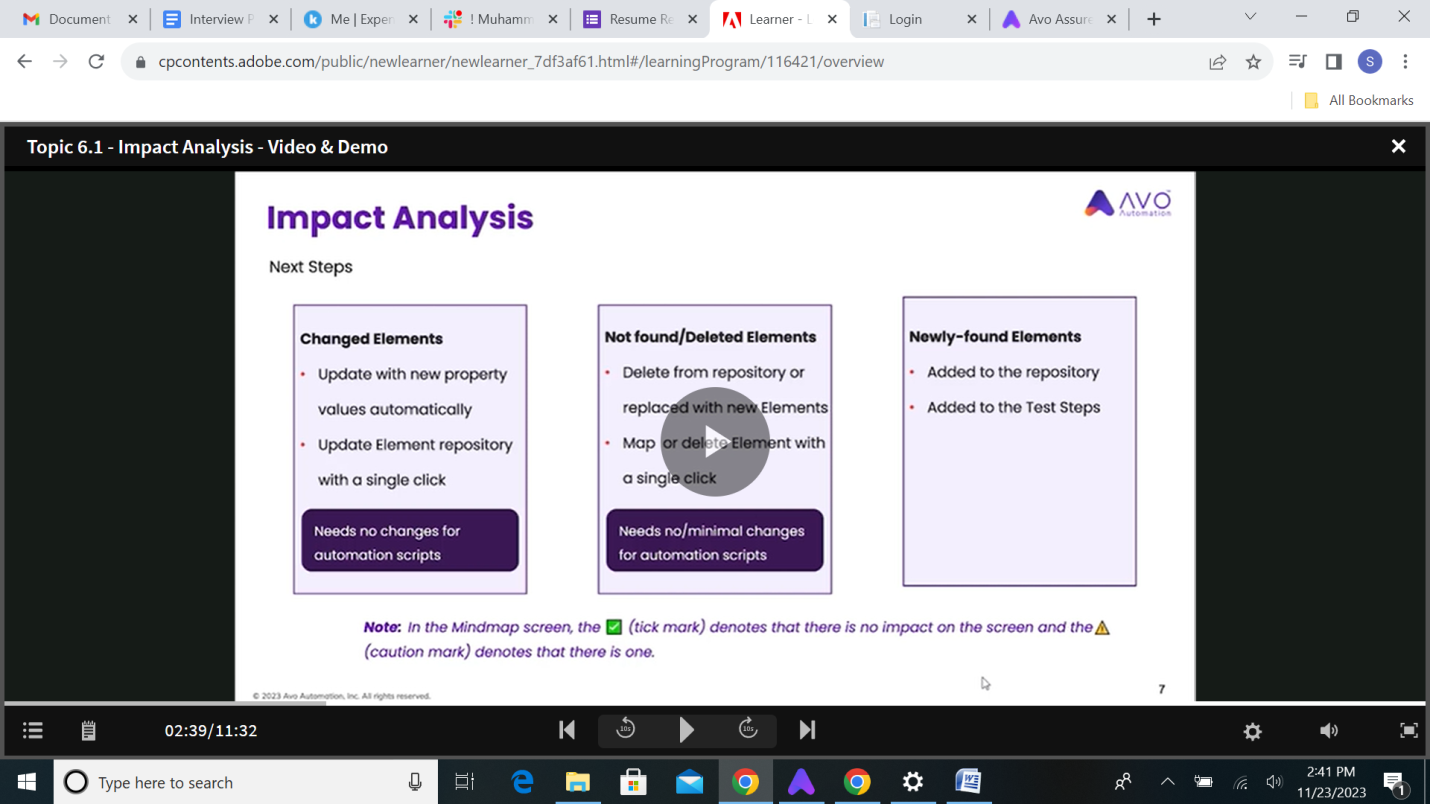 Document
Interview P
Me | Exper
! Muhamm
Resume Re
Learner - L
Login
Avo Assure
cpcontents.adobe.com/public/newlearner/newlearner_7df3af61.html#/learningProgram/116421/overview
S
All Bookmarks
Topic 6.1 - Impact Analysis - Video & Demo
Impact Analysis
AVO
Automation
Next Steps
Changed Elements
• Update with new property
values automatically
• Update Element repository
with a single click
Needs no changes for
automation scripts
Not found/Deleted Elements
• Delete from repository or
replaced with new Elements
• Map or delete Element with
a single click
Needs no/minimal changes
for automation scripts
Newly-found Elements
• Added to the repository
• Added to the Test Steps
Note: In the Mindmap screen, the ✅ (tick mark) denotes that there is no impact on the screen and the ⚠
(caution mark) denotes that there is one.
© 2023 Avo Automation, Inc. All rights reserved.
7
02:39/11:32
10s
10s
Type here to search
2:41 PM
11/23/2023
1